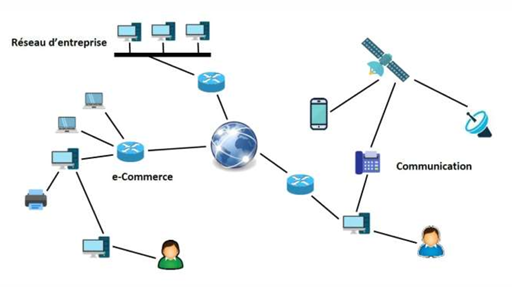 Réseau d'entreprise
Communication
e-Commerce